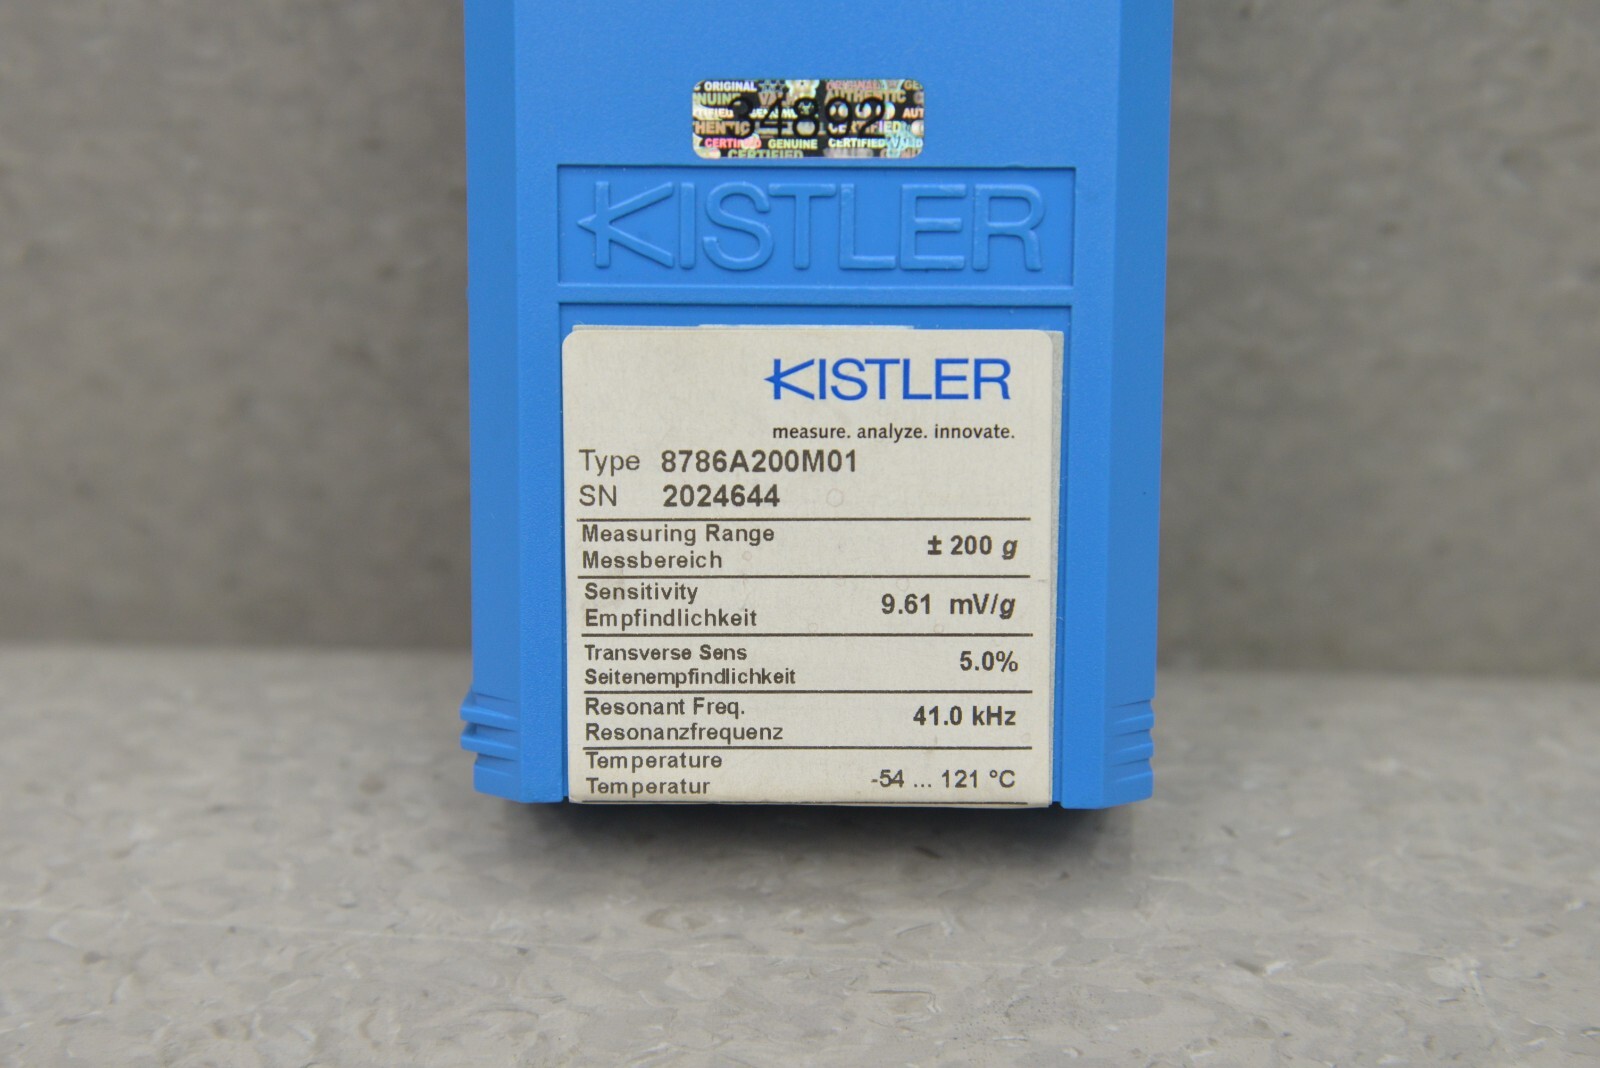 34892
KISTLER
KISTLER
measure. analyze. innovate.
Type 8786A200M01
SN 2024644
Measuring Range
Messbereich
± 200 g
Sensitivity
Empfindlichkeit
9.61 mV/g
Transverse Sens
Seitenempfindlichkeit
5.0%
Resonant Freq.
Resonanzfrequenz
41.0 kHz
Temperature
Temperatur
-54 ... 121 °C